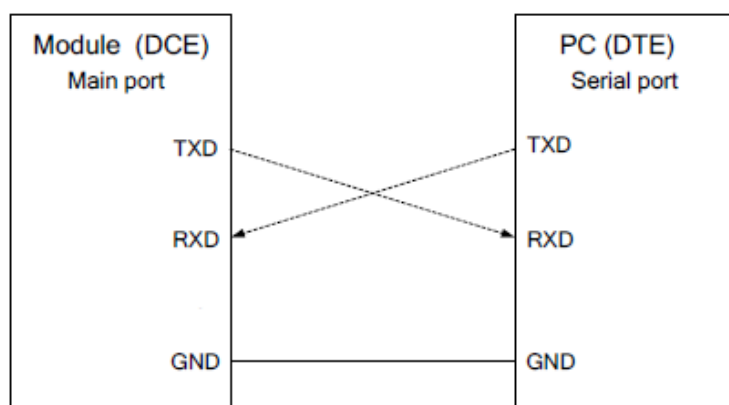 Module (DCE)
Main port
TXD
RXD
GND
PC (DTE)
Serial port
TXD
RXD
GND